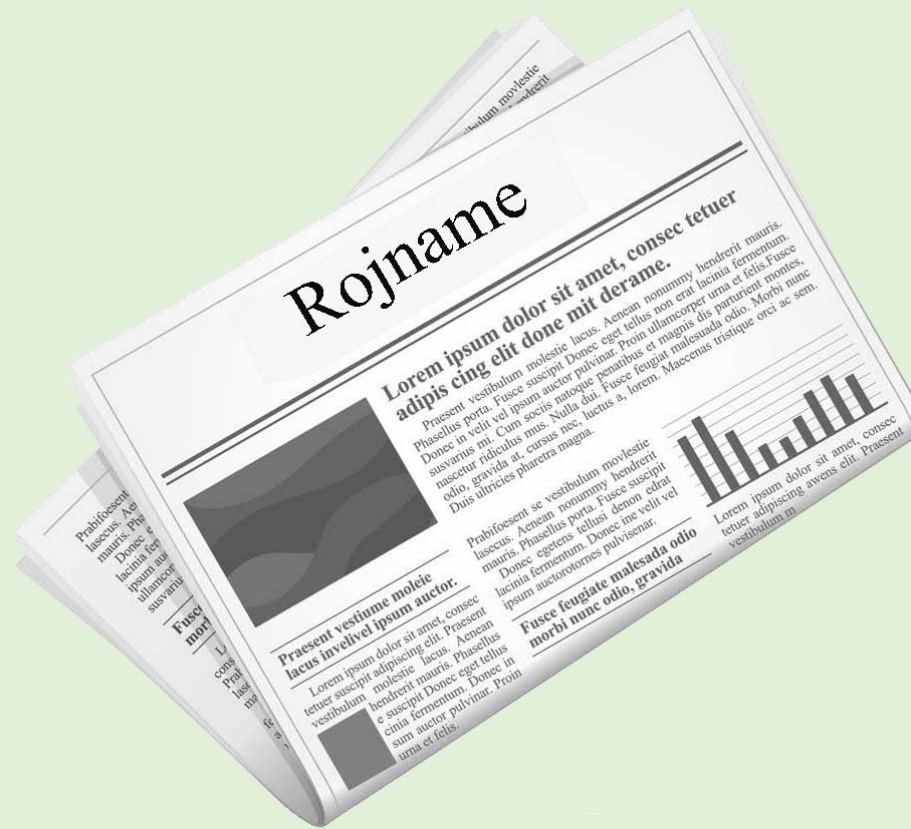 Rojname
Lorem ipsum dolor sit amet, consec tetuer
adipis cing elit done mit derame.
Praesent vestibulum molestie lacus. Aenean nonummy hendrerit mauris.
Phasellus porta. Fusce suscipit Donec eget tellus non erat lacinia fermentum.
Donec in velit vel ipsum auctor pulvinar. Proin ullamcorper urna et felis.Fusce
susvarius mi. Cum sociis natoque penatibus et magnis dis parturient montes,
nascetur ridiculus mus. Nulla dui. Fusce feugiat malesuada odio. Morbi nunc
odio, gravida at, cursus nec, luctus a, lorem. Maecenas tristique orci ac sem.
Duis ultricies pharetra magna.
Praesent vestiume moleie
lacus invelivel ipsum auctor.
Lorem ipsum dolor sit amet, consec
tetuer suscipit adipiscing elit. Praesent
vestibulum molestie lacus. Aenean
hendrerit mauris. Phasellus
e suscipit Donec eget tellus
cinia fermentum. Donec in
sum auctor pulvinar. Proin
urna et felis.
Prabifoesent se vestibulum movlestie
lasecus. Aenean nonummy hendrerit
mauris. Phasellus porta. Fusce suscipit
Donec egetens tellusi denon edrat
lacinia fermentum. Donec ine velit vel
ipsum auctorotornes pulvisenar.
Fusce feugiate malesada odio
morbi nunc odio, gravida
Lorem ipsum dolor sit amet, consec
tetuer adipiscing awens elit. Praesent
vestibulum m
movlestie
Prabifoesent